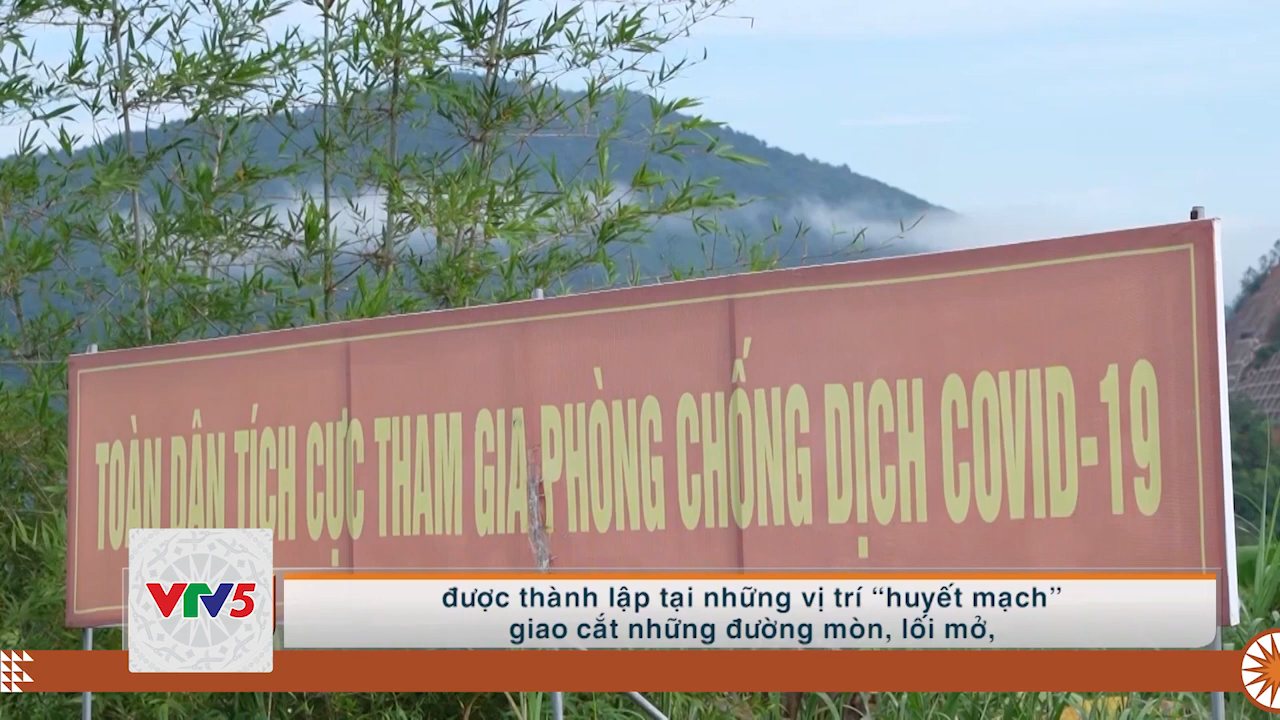 TOÀN DÂN TÍCH CỰC THAM GIA PHÒNG CHỐNG DỊCH COVID-19
VTV5
được thành lập tại những vị trí “huyết mạch”
giao cắt những đường mòn, lối mở,